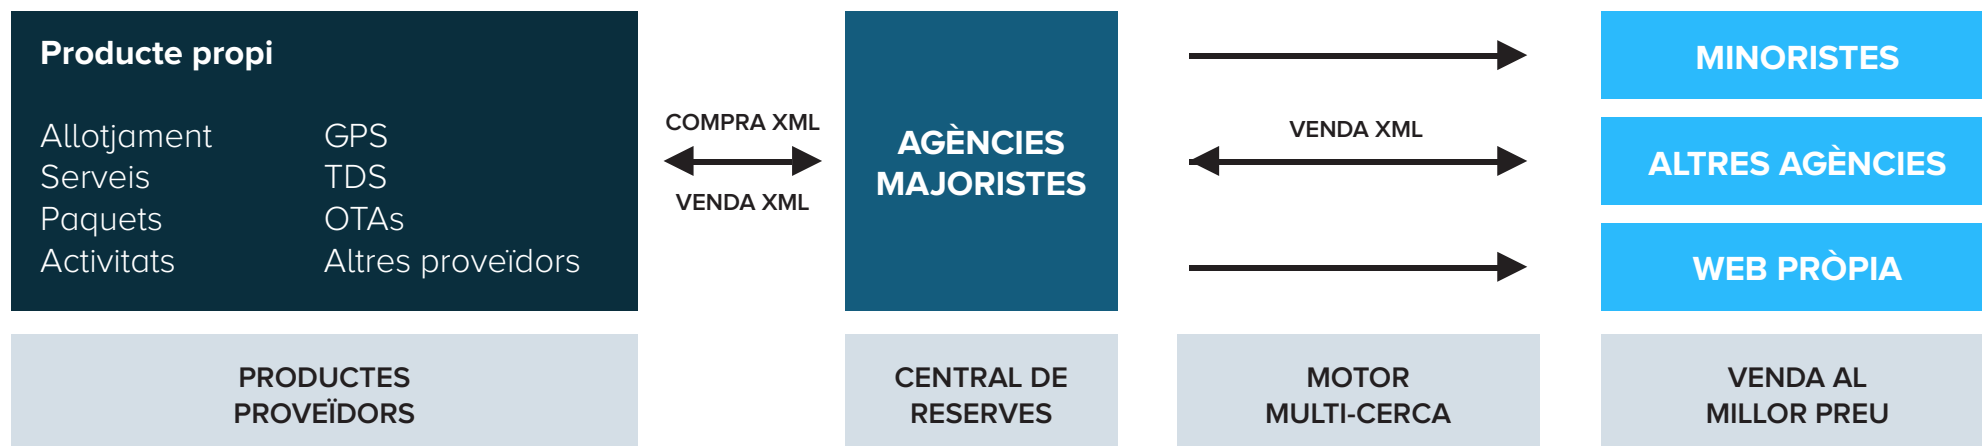 Producte propi
Allotjament
Serveis
Paquets
Activitats
GPS
TDS
OTAs
Altres proveïdors
COMPRA XML
VENDA XML
AGÈNCIES
MAJORISTES
VENDA XML
MINORISTES
ALTRES AGÈNCIES
WEB PRÒPIA
PRODUCTES
PROVEÏDORS
CENTRAL DE
RESERVES
MOTOR
MULTI-CERCA
VENDA AL
MILLOR PREU